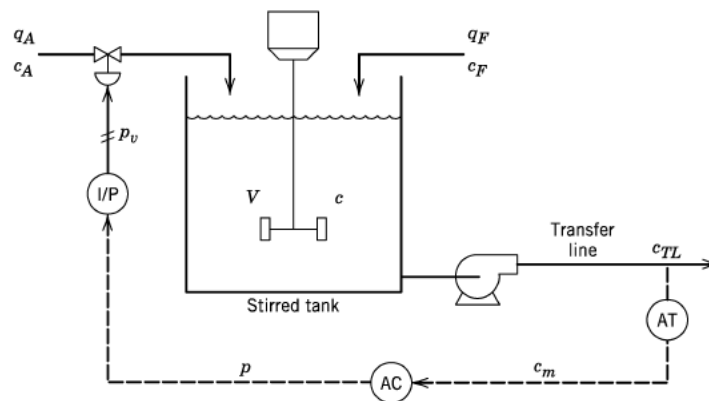 q_A
c_A
q_F
c_F
p_v
I/P
V
c
Transfer
line
c_TL
Stirred tank
AT
p
AC
c_m